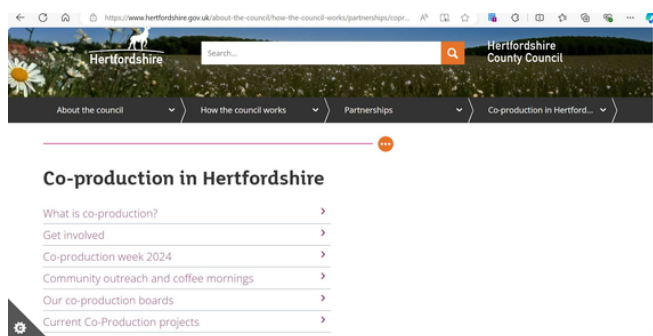 https://www.hertfordshire.gov.uk/about-the-council/how-the-council-works/partnerships/copr...
Hertfordshire
Search...
Hertfordshire
County Council
About the council
How the council works
Partnerships
Co-production in Hertford...
Co-production in Hertfordshire
What is co-production?
Get involved
Co-production week 2024
Community outreach and coffee mornings
Our co-production boards
Current Co-Production projects